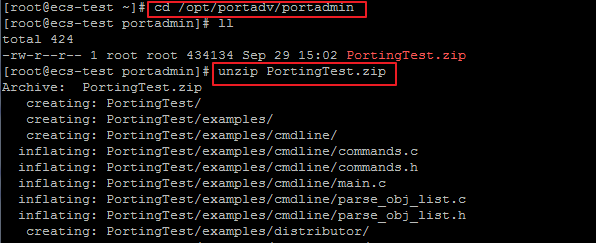 [root@ecs-test ~]# cd /opt/portadv/portadmin
[root@ecs-test portadmin]# ll
total 424
-rw-r--r-- 1 root root 434134 Sep 29 15:02 PortingTest.zip
[root@ecs-test portadmin]# unzip PortingTest.zip
Archive:  PortingTest.zip
   creating: PortingTest/
   creating: PortingTest/examples/
   creating: PortingTest/examples/cmdline/
  inflating: PortingTest/examples/cmdline/commands.c
  inflating: PortingTest/examples/cmdline/commands.h
  inflating: PortingTest/examples/cmdline/main.c
  inflating: PortingTest/examples/cmdline/parse_obj_list.c
  inflating: PortingTest/examples/cmdline/parse_obj_list.h
   creating: PortingTest/examples/distributor/